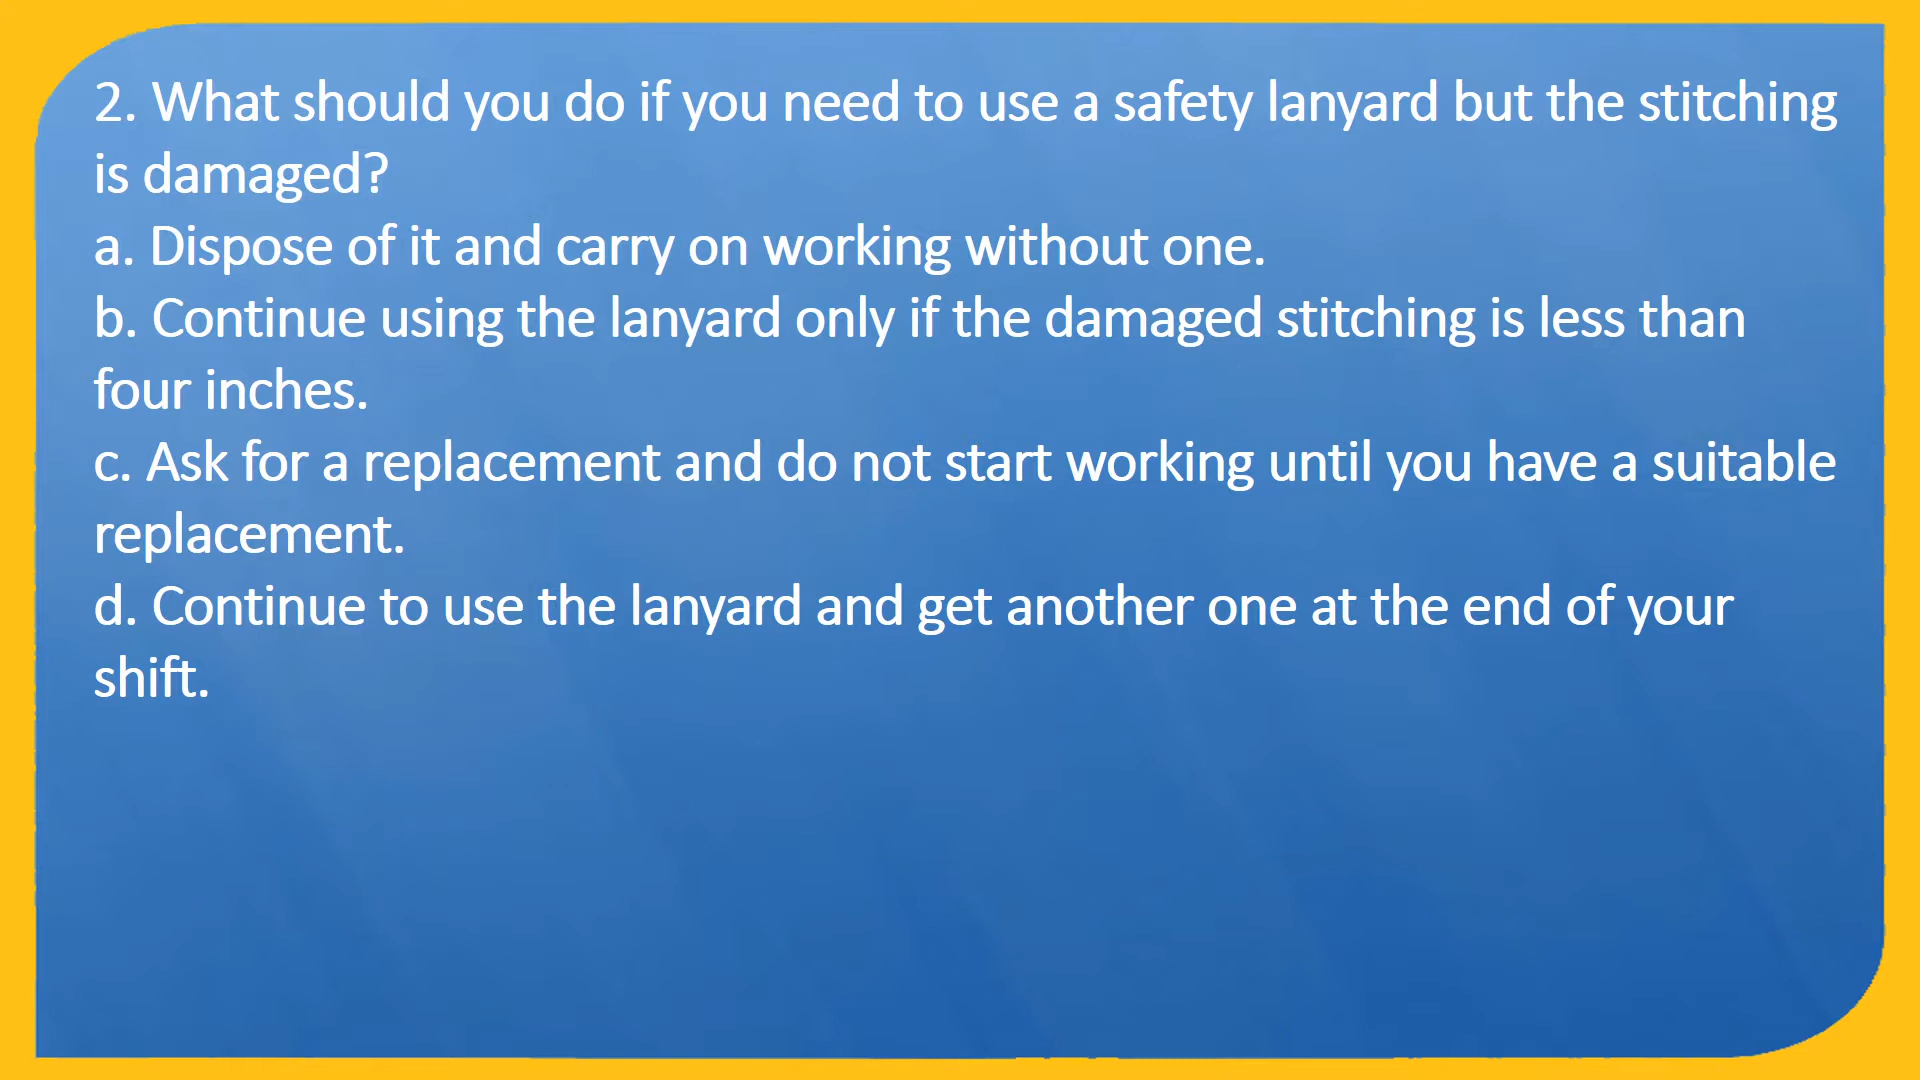 2. What should you do if you need to use a safety lanyard but the stitching
is damaged?
a. Dispose of it and carry on working without one.
b. Continue using the lanyard only if the damaged stitching is less than
four inches.
c. Ask for a replacement and do not start working until you have a suitable
replacement.
d. Continue to use the lanyard and get another one at the end of your
shift.